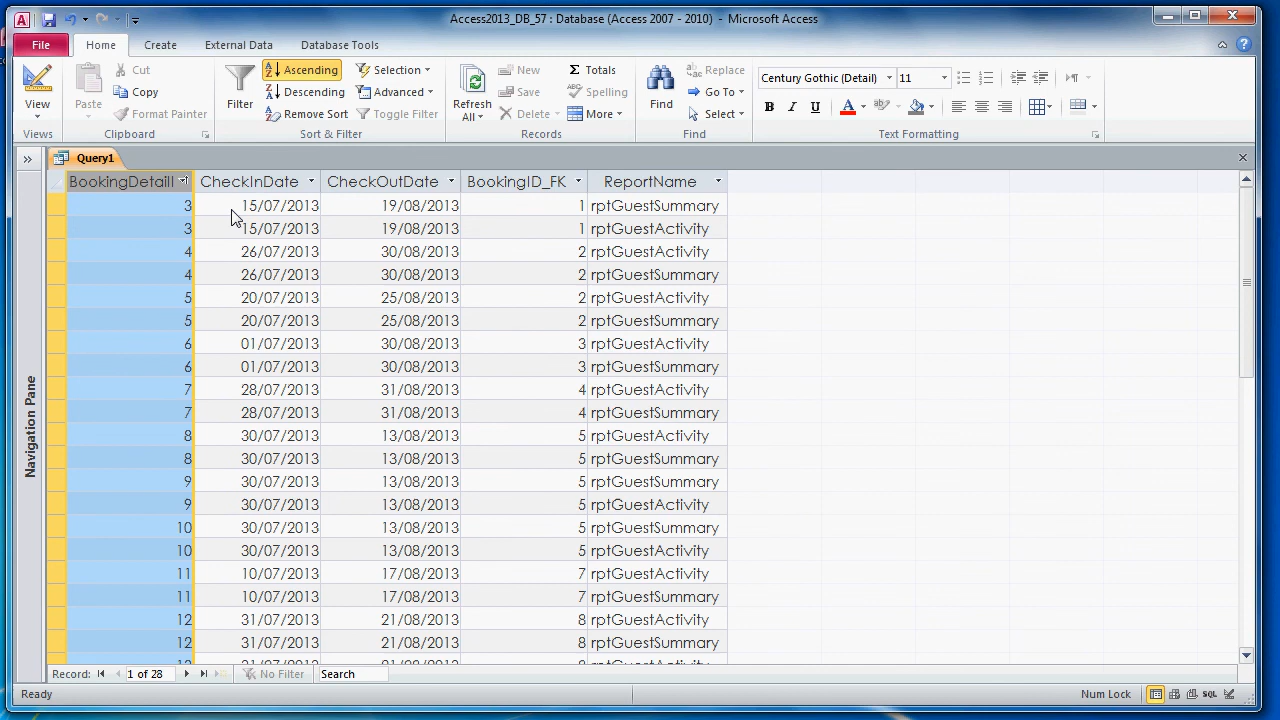 Access2013_DB_57 : Database (Access 2007 - 2010) - Microsoft Access
File Home Create External Data Database Tools
View
Views
Paste
Cut
Copy
Format Painter
Clipboard
Filter
Ascending
Descending
Remove Sort
Selection
Advanced
Toggle Filter
Sort & Filter
Refresh
All
New
Save
Delete
Totals
Spelling
More
Records
Find
Replace
Go To
Select
Find
Century Gothic (Detail) 11
B I U A
Text Formatting
Navigation Pane
Query1
BookingDetailI CheckInDate CheckOutDate BookingID_FK ReportName
3 15/07/2013 19/08/2013 1 rptGuestSummary
3 15/07/2013 19/08/2013 1 rptGuestActivity
4 26/07/2013 30/08/2013 2 rptGuestActivity
4 26/07/2013 30/08/2013 2 rptGuestSummary
5 20/07/2013 25/08/2013 2 rptGuestActivity
5 20/07/2013 25/08/2013 2 rptGuestSummary
6 01/07/2013 30/08/2013 3 rptGuestActivity
6 01/07/2013 30/08/2013 3 rptGuestSummary
7 28/07/2013 31/08/2013 4 rptGuestActivity
7 28/07/2013 31/08/2013 4 rptGuestSummary
8 30/07/2013 13/08/2013 5 rptGuestActivity
8 30/07/2013 13/08/2013 5 rptGuestSummary
9 30/07/2013 13/08/2013 5 rptGuestSummary
9 30/07/2013 13/08/2013 5 rptGuestActivity
10 30/07/2013 13/08/2013 5 rptGuestSummary
10 30/07/2013 13/08/2013 5 rptGuestActivity
11 10/07/2013 17/08/2013 7 rptGuestActivity
11 10/07/2013 17/08/2013 7 rptGuestSummary
12 31/07/2013 21/08/2013 8 rptGuestActivity
12 31/07/2013 21/08/2013 8 rptGuestSummary
Record: 1 of 28 No Filter Search
Ready Num Lock SQL